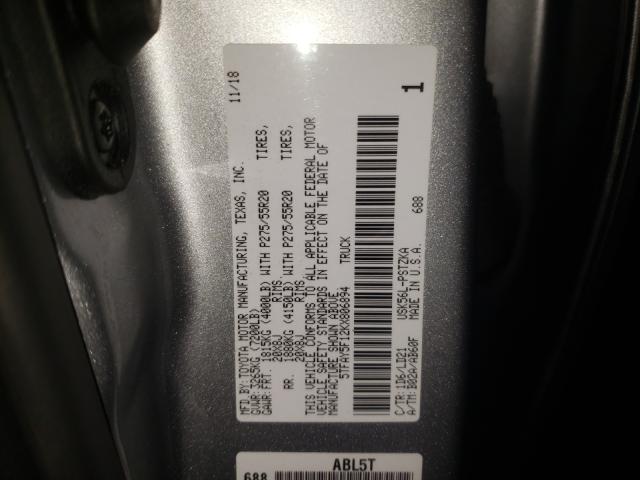 MFD.BY:TOYOTA MOTOR MANUFACTURING, TEXAS, INC. 11/18
GVWR:3265KG (7200LB)
GAWR:FRT. 1815KG (4000LB) WITH P275/55R20 TIRES,
20X8J RIMS
RR. 1880KG (4150LB) WITH P275/55R20 TIRES,
20X8J RIMS
THIS VEHICLE CONFORMS TO ALL APPLICABLE FEDERAL MOTOR
VEHICLE SAFETY STANDARDS IN EFFECT ON THE DATE OF
MANUFACTURE SHOWN ABOVE
5TFAY5F12KX806894 TRUCK
1
C/TR:1D6/LD21 USK56L-PSTZKA 688
A/TM:B02A/AB60F MADE IN U.S.A.
ABL5T
688